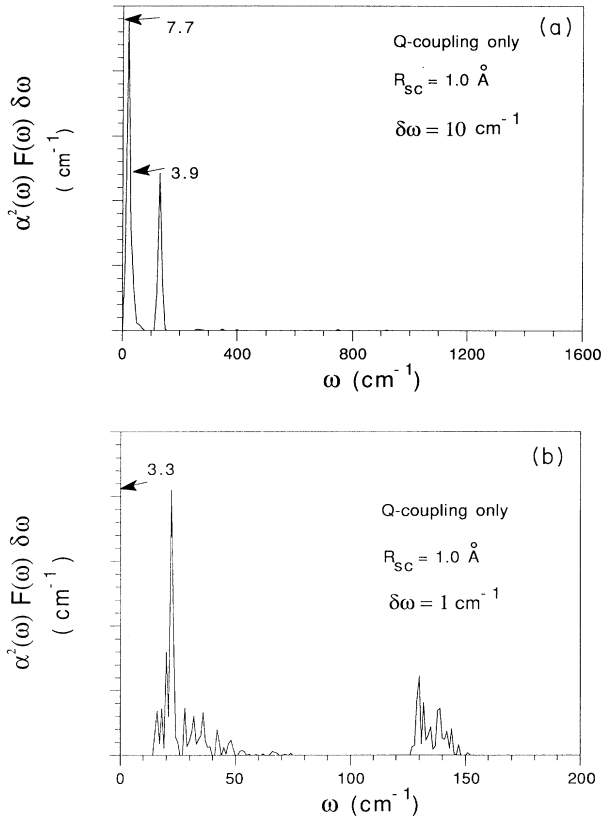 (a)
7.7
Q-coupling only
R_sc = 1.0 Å
δω = 10 cm⁻¹
3.9
α²(ω) F(ω) δω
( cm⁻¹)
0 400 800 1200 1600
ω (cm⁻¹)
(b)
3.3
Q-coupling only
R_sc = 1.0 Å
δω = 1 cm⁻¹
α²(ω) F(ω) δω
( cm⁻¹)
0 50 100 150 200
ω (cm⁻¹)